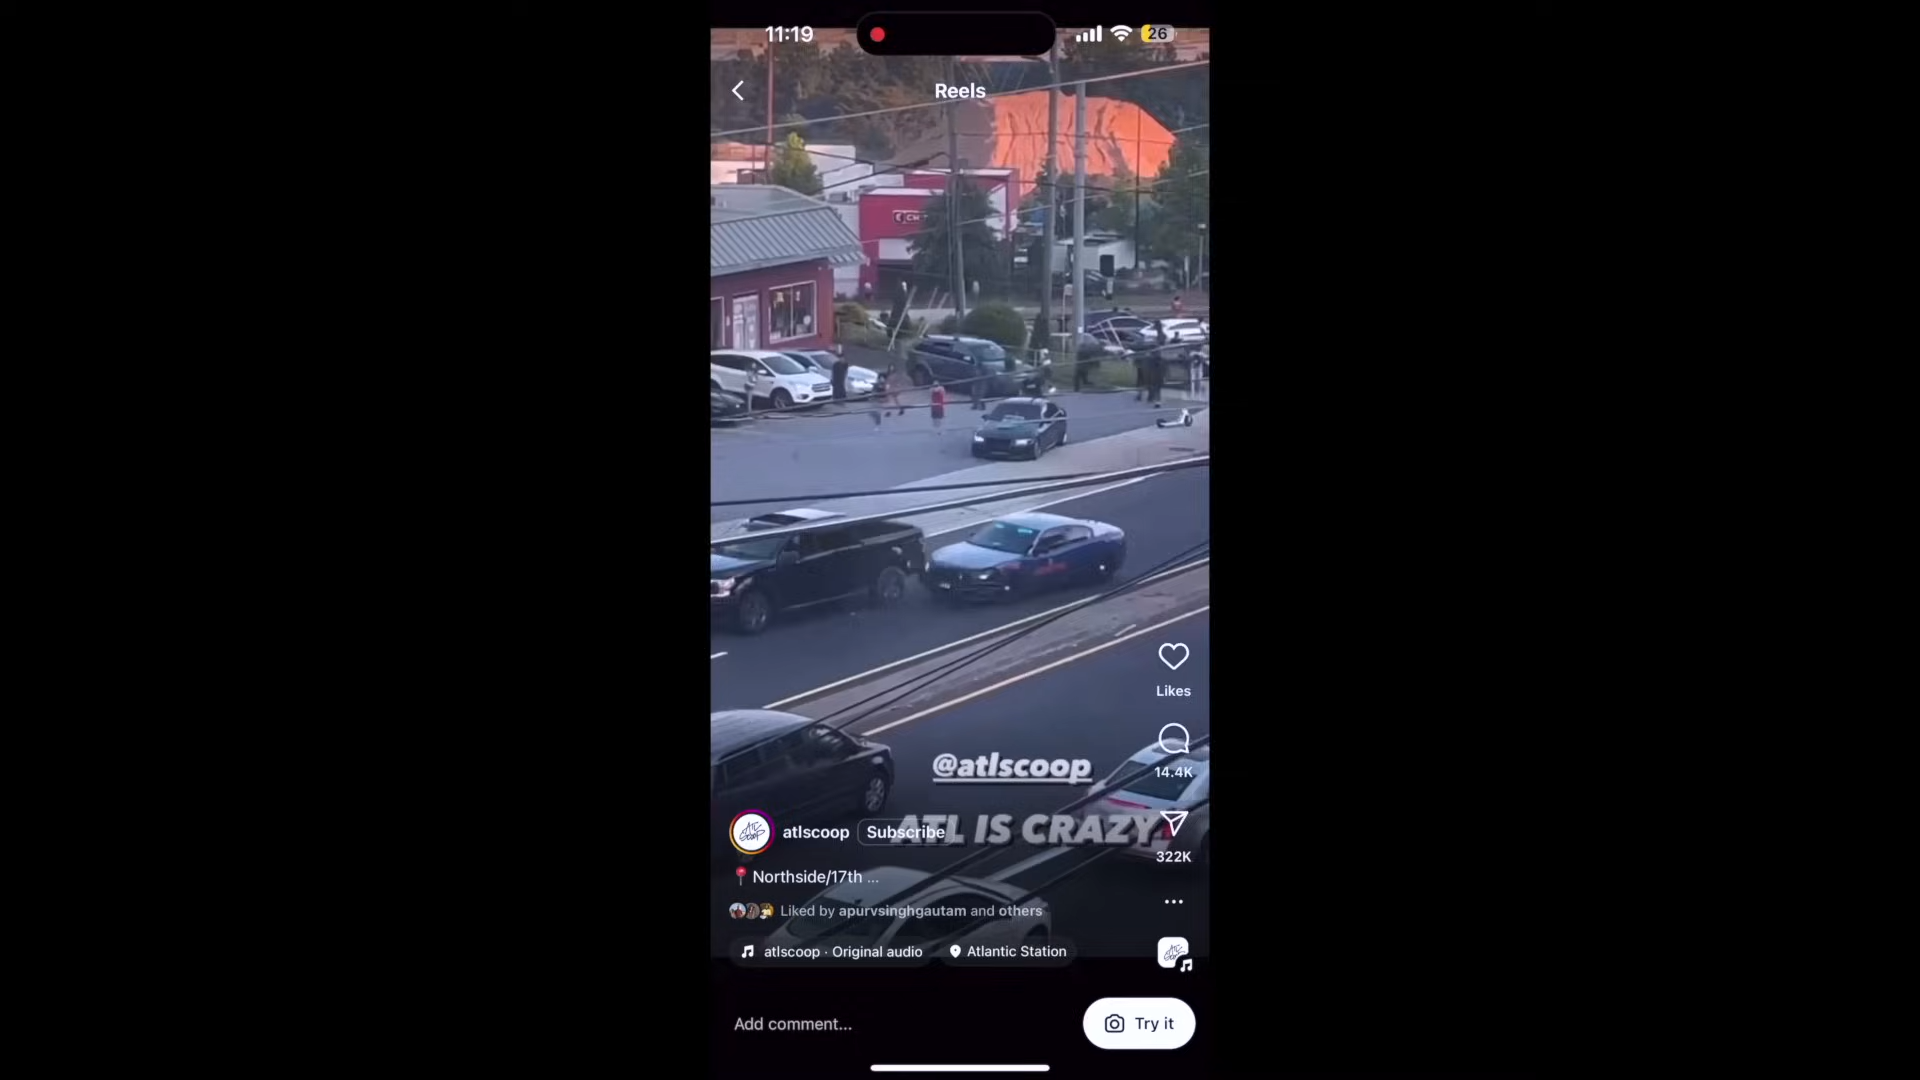 11:19
26
Reels
Likes
14.4K
@atlscoop
ATL IS CRAZY
atlscoop
Subscribe
322K
📍 Northside/17th ...
Liked by apurvsinghgautam and others
atlscoop · Original audio
Atlantic Station
Add comment...
Try it